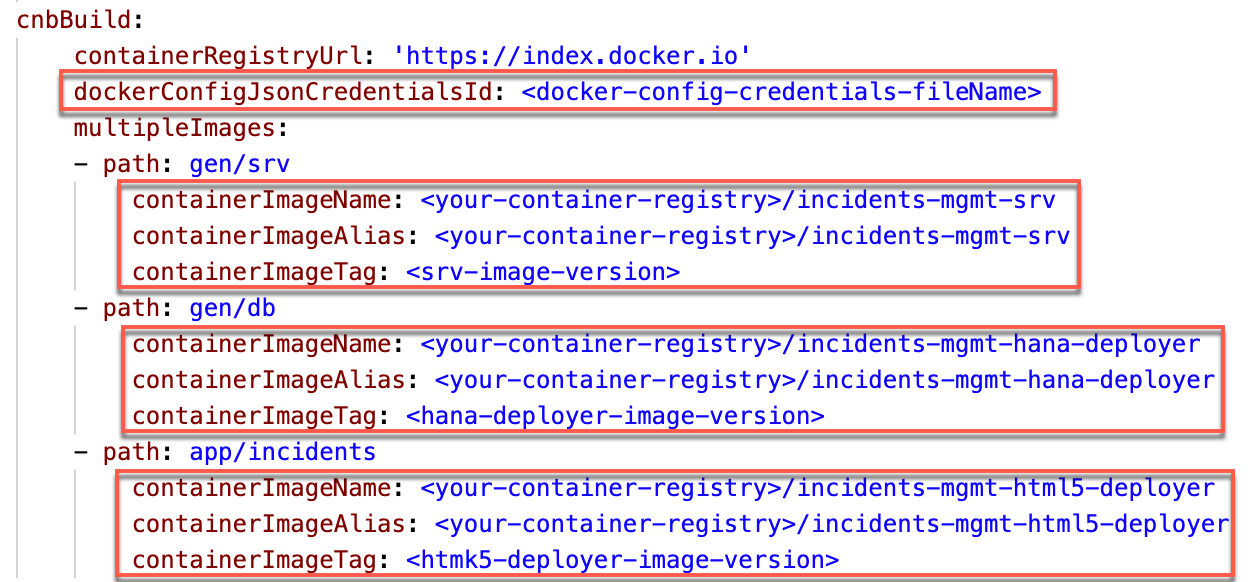 cnbBuild:
containerRegistryUrl: 'https://index.docker.io'
dockerConfigJsonCredentialsId: <docker-config-credentials-fileName>
multipleImages:
- path: gen/srv
containerImageName: <your-container-registry>/incidents-mgmt-srv
containerImageAlias: <your-container-registry>/incidents-mgmt-srv
containerImageTag: <srv-image-version>
- path: gen/db
containerImageName: <your-container-registry>/incidents-mgmt-hana-deployer
containerImageAlias: <your-container-registry>/incidents-mgmt-hana-deployer
containerImageTag: <hana-deployer-image-version>
- path: app/incidents
containerImageName: <your-container-registry>/incidents-mgmt-html5-deployer
containerImageAlias: <your-container-registry>/incidents-mgmt-html5-deployer
containerImageTag: <htmk5-deployer-image-version>